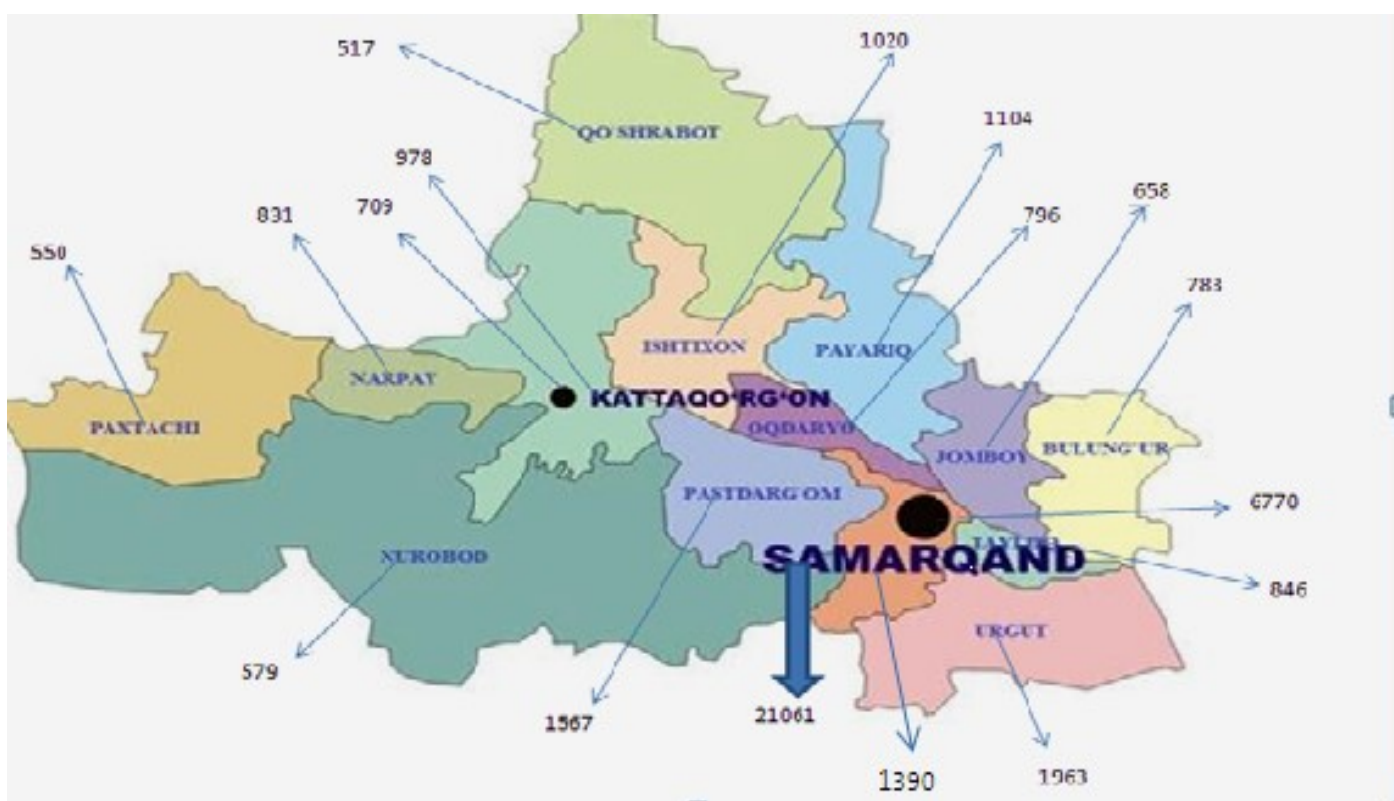 517
1020
1104
QO'SHRABOT
978
658
709
831
796
550
783
ISHTIXON
PAYARIQ
NARPAY
KATTAQO‘RG‘ON
PAXTACHI
OQDARYO
JOMBOY
BULUNG'UR
PASTDARG'OM
6770
NUROBOD
SAMARQAND
846
URGUT
579
1567
21061
1390
1963